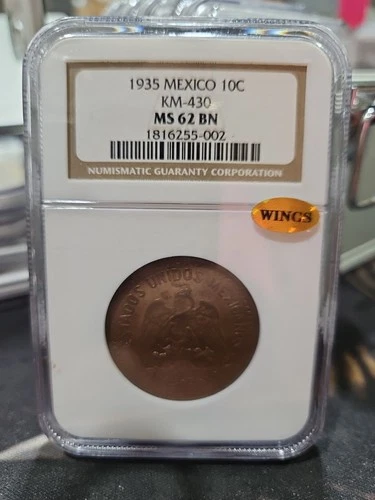 1935 MEXICO 10C
KM-430
MS 62 BN
1816255-002
NUMISMATIC GUARANTY CORPORATION
WINGS
ESTADOS UNIDOS MEXICANOS